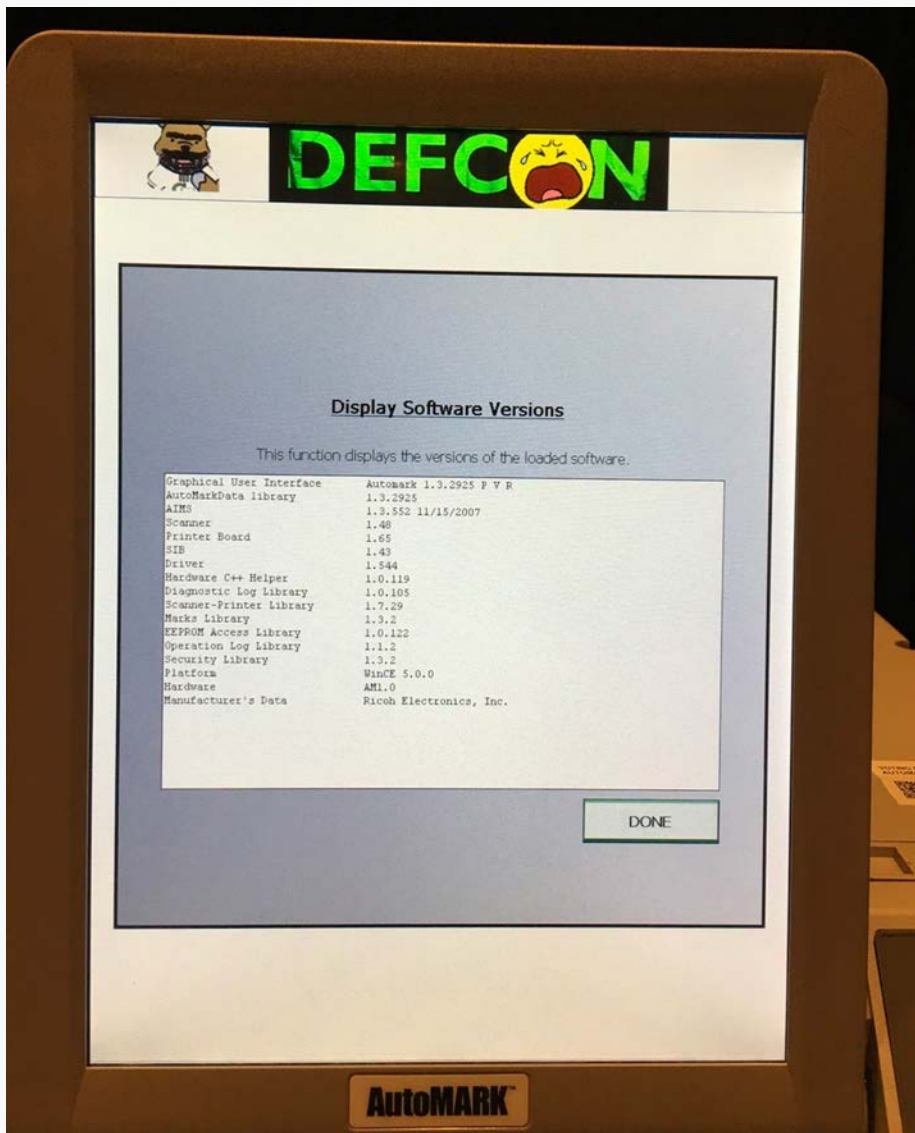 DEFCON
Display Software Versions
This function displays the versions of the loaded software.
Graphical User Interface Automark 1.3.2925 P V R
AutoMarkData library 1.3.2925
AIMS 1.3.552 11/15/2007
Scanner 1.48
Printer Board 1.65
SIB 1.43
Driver 1.544
Hardware C++ Helper 1.0.119
Diagnostic Log Library 1.0.105
Scanner-Printer Library 1.7.29
Marks Library 1.3.2
EEPROM Access Library 1.0.122
Operation Log Library 1.1.2
Security Library 1.3.2
Platform WinCE 5.0.0
Hardware AM1.0
Manufacturer's Data Ricoh Electronics, Inc.
DONE
AutoMARK™